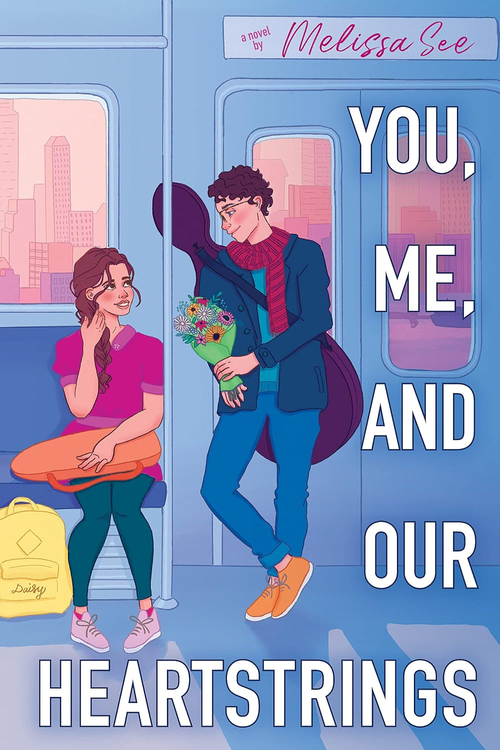 a novel
by
Melissa See
YOU,
ME,
AND
OUR
Daisy
HEARTSTRINGS